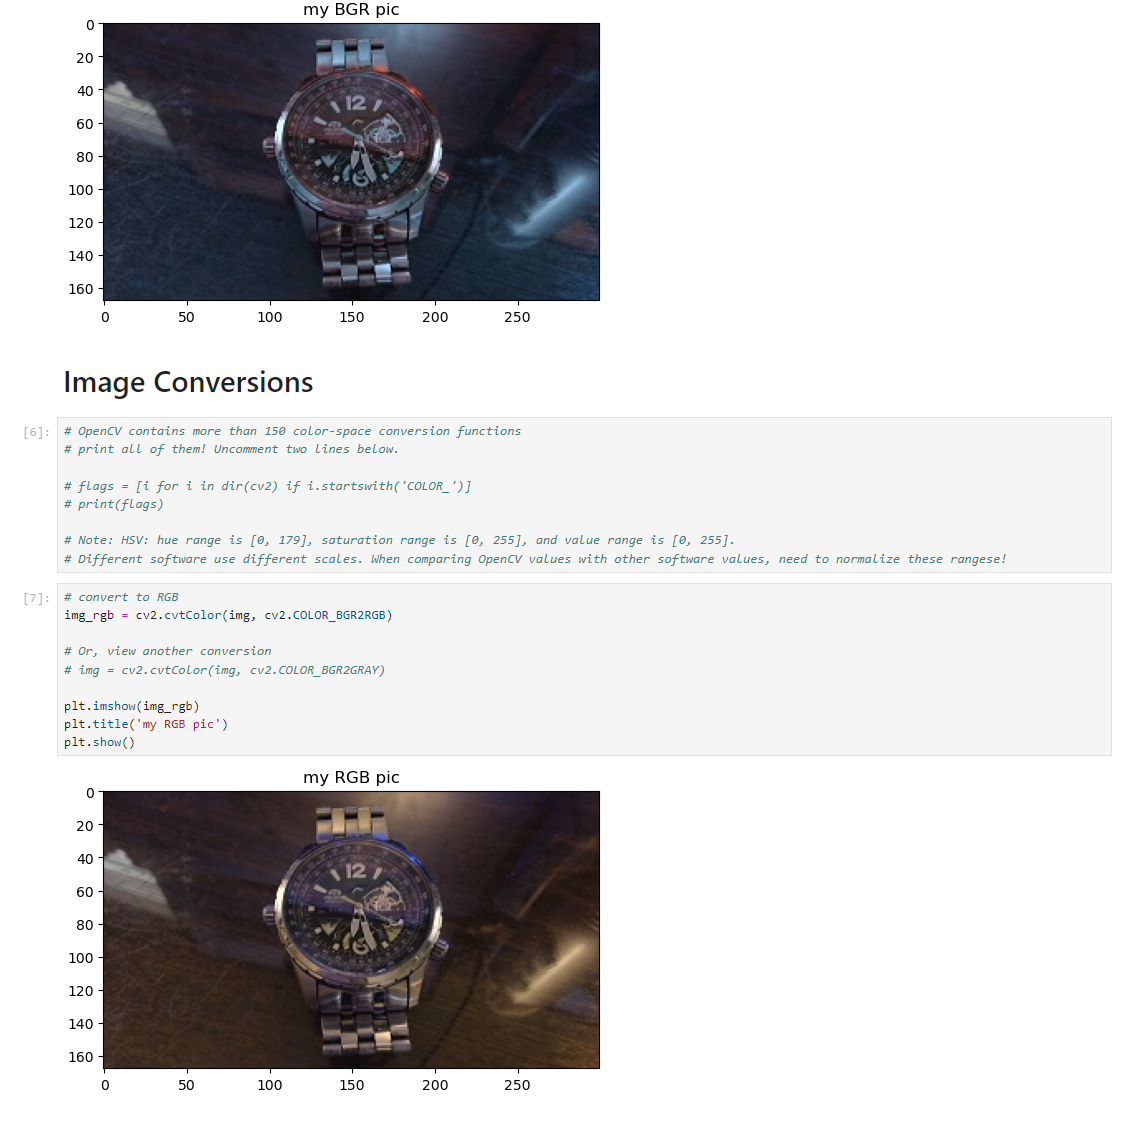 my BGR pic
0
20
40
60
80
100
120
140
160
12
0 50 100 150 200 250
Image Conversions
[6]:
# OpenCV contains more than 150 color-space conversion functions
# print all of them! Uncomment two lines below.
# flags = [i for i in dir(cv2) if i.startswith('COLOR_')]
# print(flags)
# Note: HSV: hue range is [0, 179], saturation range is [0, 255], and value range is [0, 255].
# Different software use different scales. When comparing OpenCV values with other software values, need to normalize these rangese!
[7]:
# convert to RGB
img_rgb = cv2.cvtColor(img, cv2.COLOR_BGR2RGB)
# Or, view another conversion
# img = cv2.cvtColor(img, cv2.COLOR_BGR2GRAY)
plt.imshow(img_rgb)
plt.title('my RGB pic')
plt.show()
my RGB pic
0
20
40
60
80
100
120
140
160
12
0 50 100 150 200 250